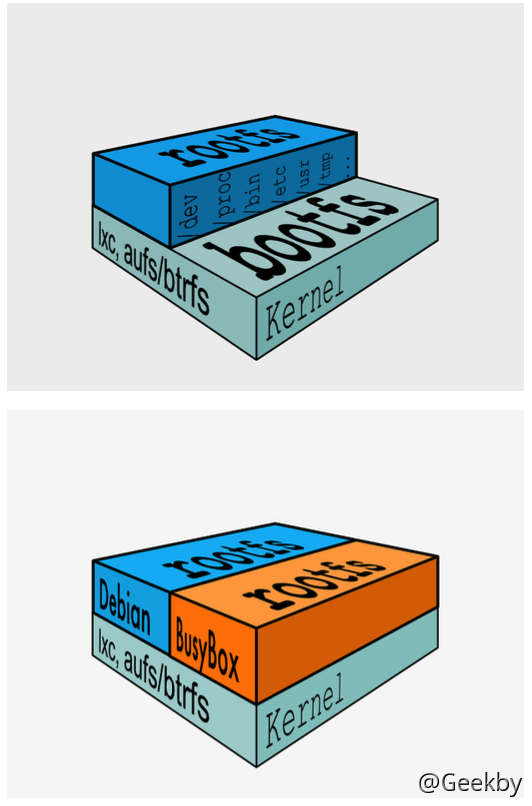 rootfs
/dev
/proc
/bin
/etc
/usr
/tmp
...
bootfs
lxc, aufs/btrfs
Kernel
rootfs
rootfs
Debian
BusyBox
lxc, aufs/btrfs
Kernel
@Geekby